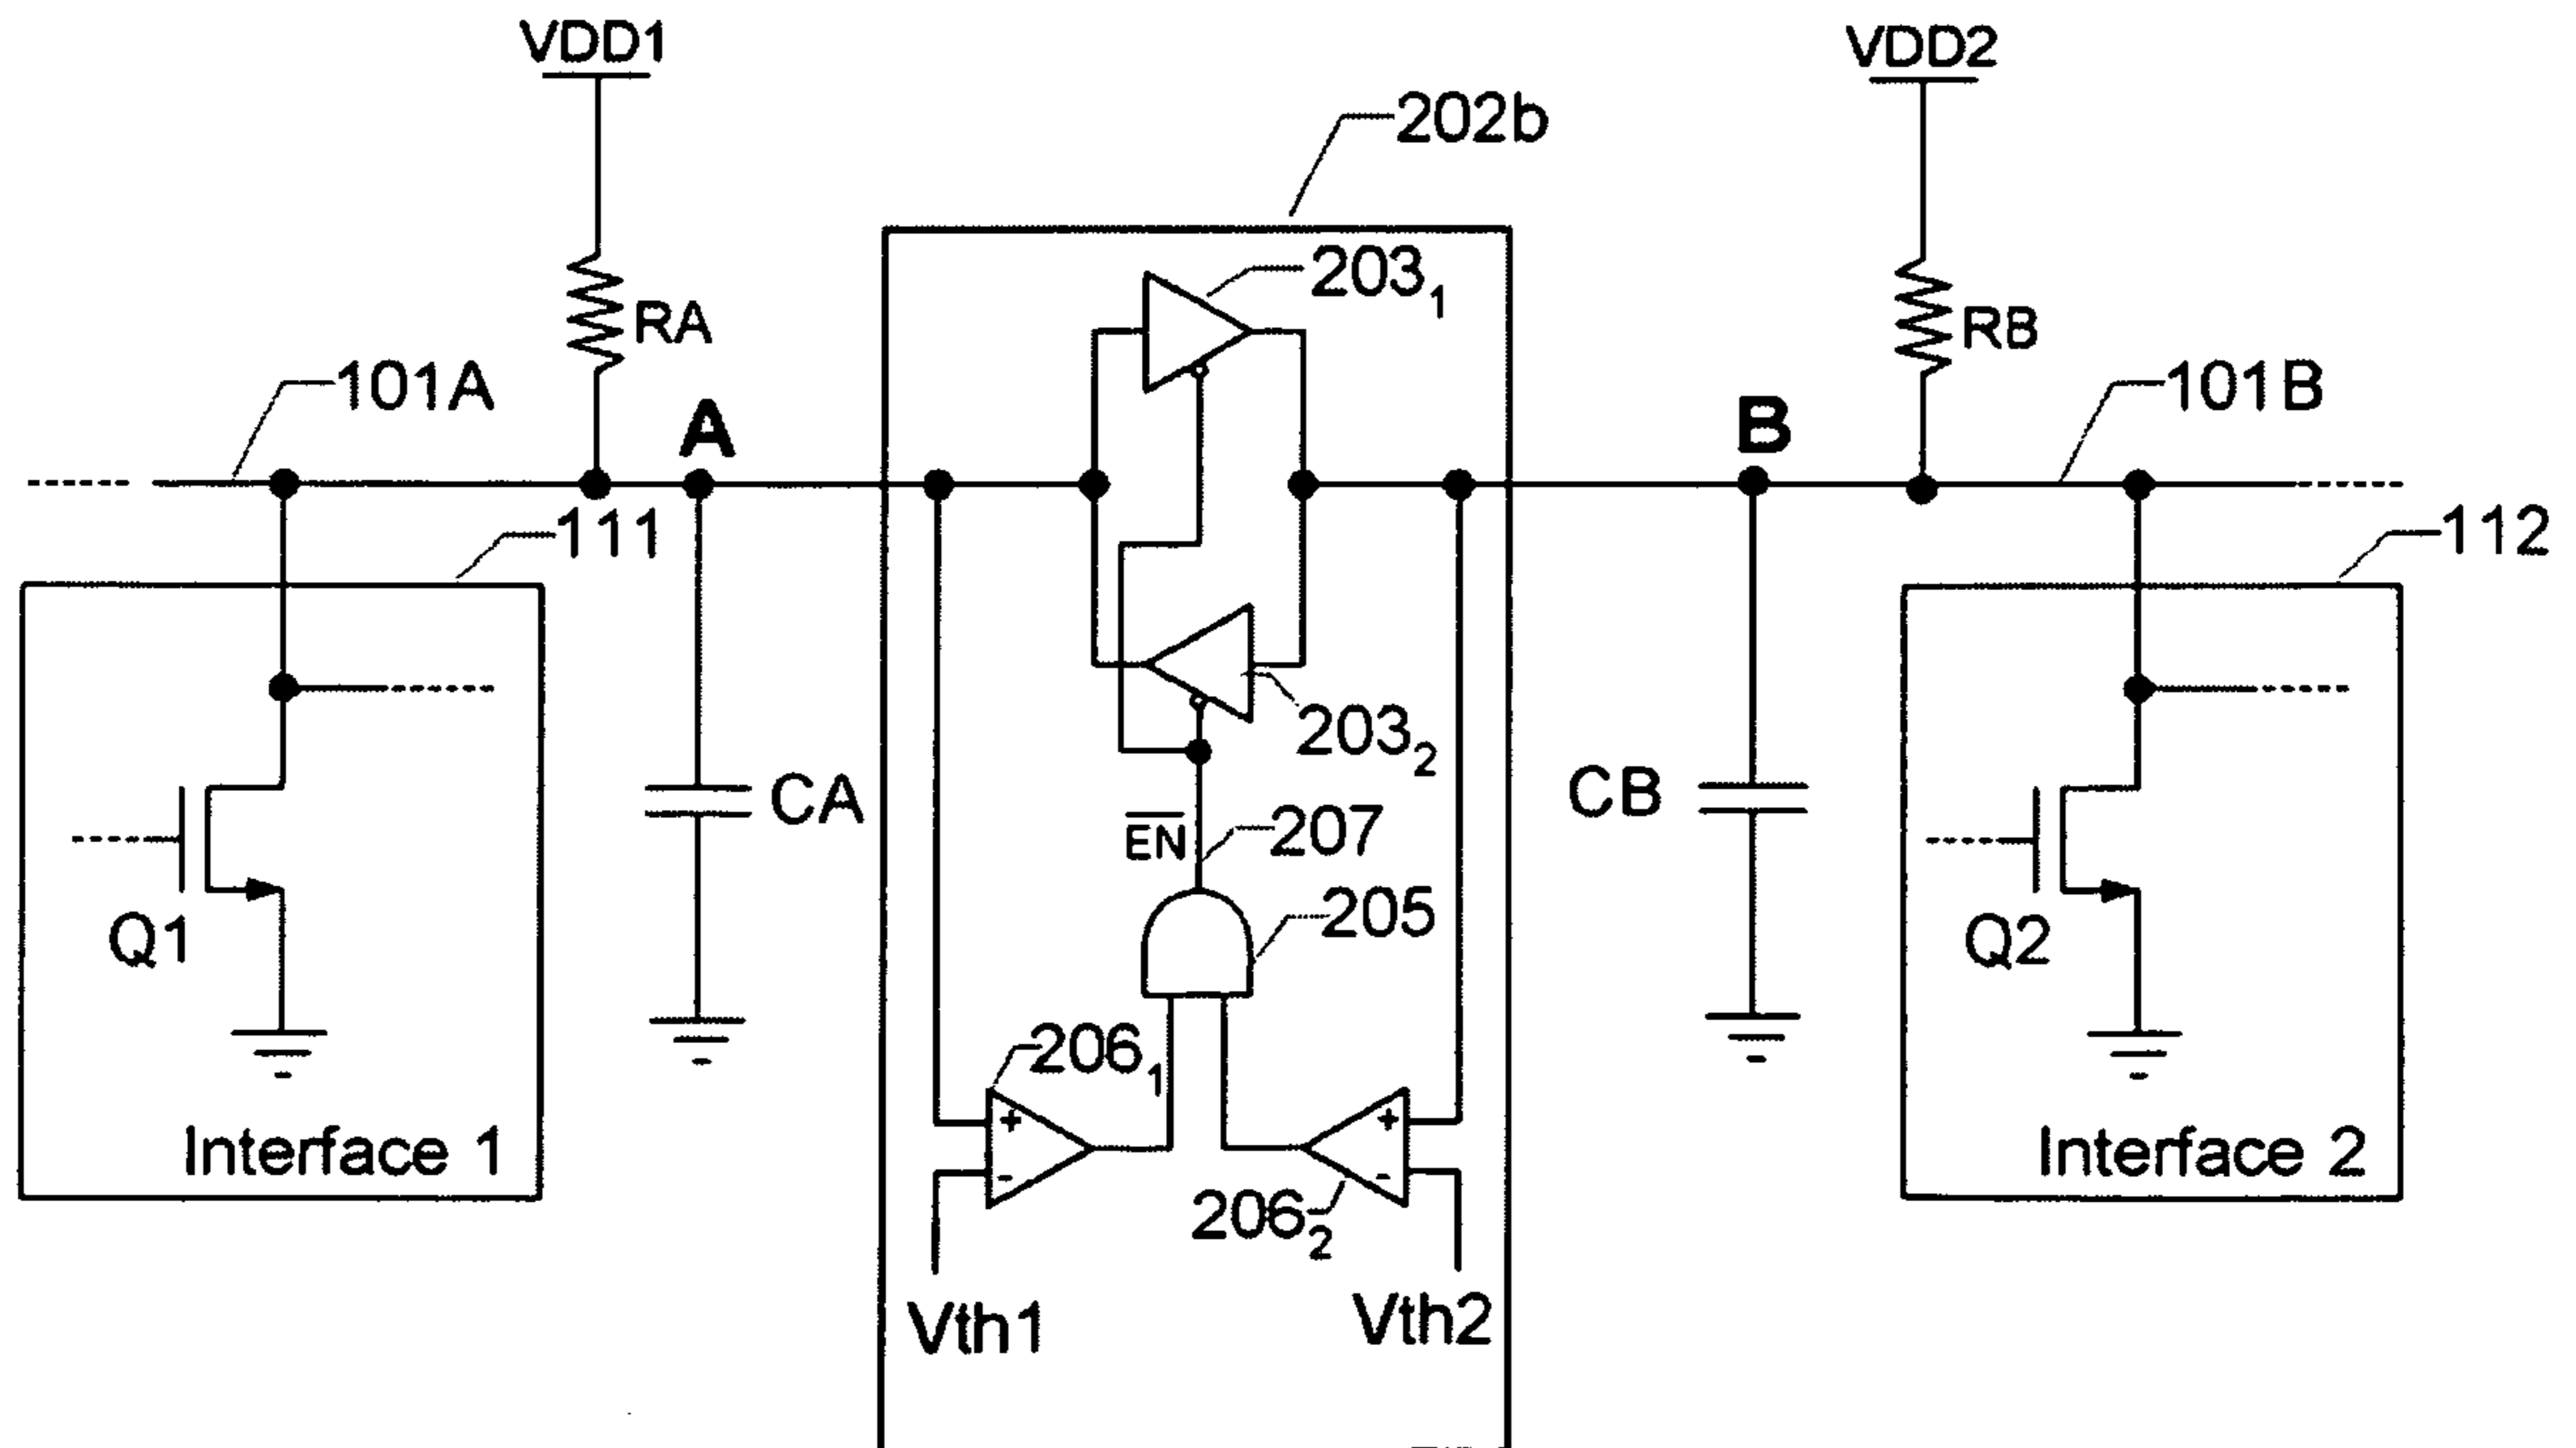 VDD1
VDD2
202b
203₁
RA
RB
101A
A
B
101B
111
112
203₂
CA
CB
E̅N̅
207
205
Q1
Q2
206₁
+
-
+
-
206₂
Interface 1
Interface 2
Vth1
Vth2